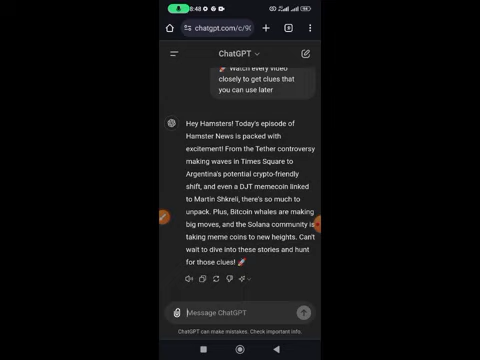 8:48
chatgpt.com/c/9
ChatGPT
🚀 Watch every video
closely to get clues that
you can use later
Hey Hamsters! Today's episode of
Hamster News is packed with
excitement! From the Tether controversy
making waves in Times Square to
Argentina's potential crypto-friendly
shift, and even a DJT memecoin linked
to Martin Shkreli, there's so much to
unpack. Plus, Bitcoin whales are making
big moves, and the Solana community is
taking meme coins to new heights. Can't
wait to dive into these stories and hunt
for those clues! 🚀
Message ChatGPT
ChatGPT can make mistakes. Check important info.